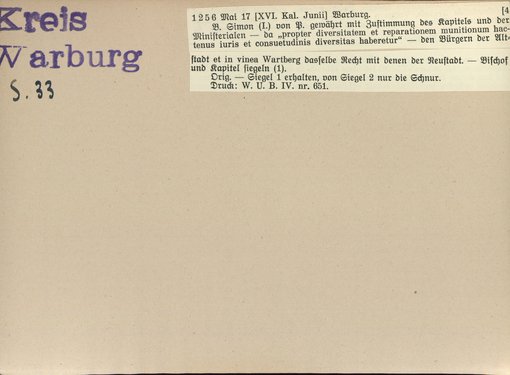 Kreis
Warburg
S. 33
1256 Mai 17 [XVI. Kal. Junii] Warburg. [4
B. Simon (I.) von P. gewährt mit Zustimmung des Kapitels und der
Ministerialen — da „propter diversitatem et reparationem munitionum hac-
tenus iuris et consuetudinis diversitas haberetur“ — den Bürgern der Alt-
stadt et in vinea Wartberg dasselbe Recht mit denen der Neustadt. — Bischof
und Kapitel siegeln (1).
Orig. — Siegel 1 erhalten, von Siegel 2 nur die Schnur.
Druck: W. U. B. IV. nr. 651.